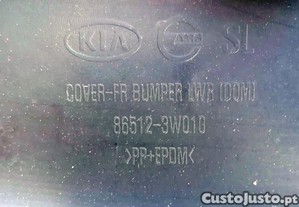 KIA SL
COVER-FR BUMPER LWR (DOM)
86512-3W010
>PP+EPDM<
CustoJusto.pt